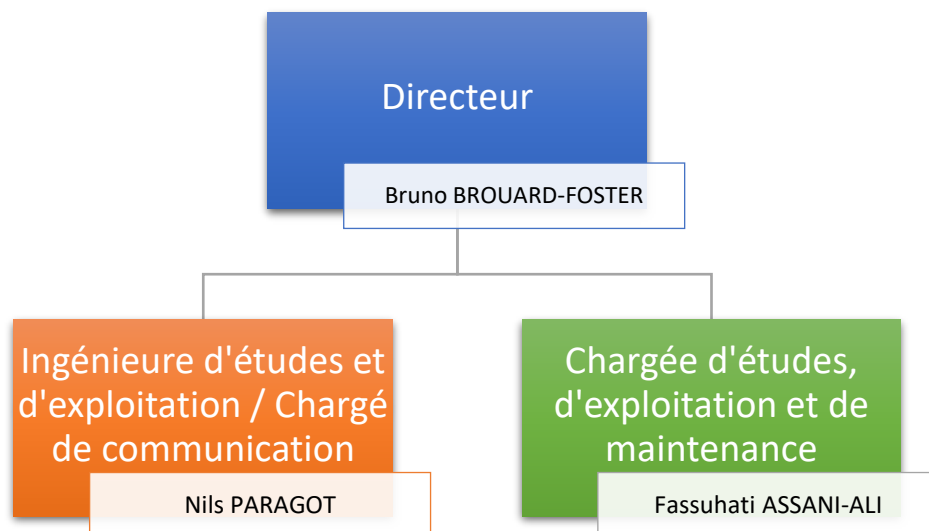 Directeur
Bruno BROUARD-FOSTER
Ingénieure d'études et
d'exploitation / Chargé
de communication
Nils PARAGOT
Chargée d'études,
d'exploitation et de
maintenance
Fassuhati ASSANI-ALI